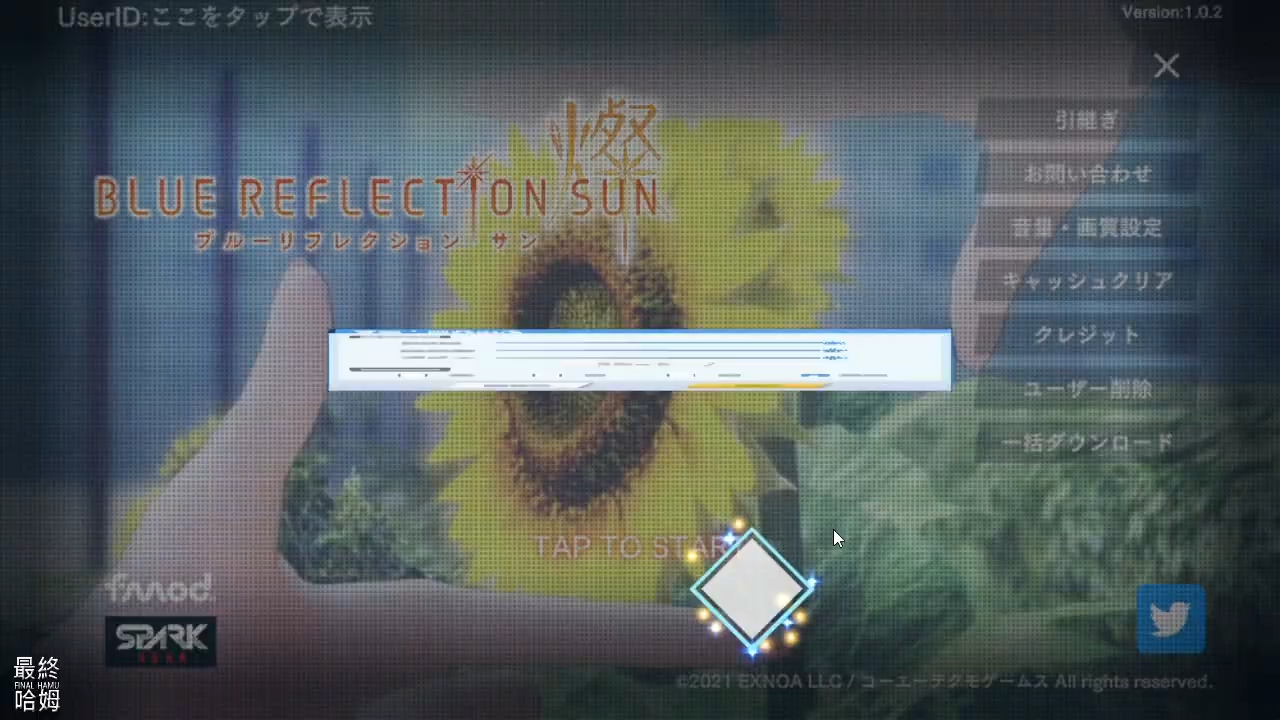 UserID:ここをタップで表示
Version:1.0.2
引継ぎ
お問い合わせ
音量・画質設定
キャッシュクリア
クレジット
ユーザー削除
一括ダウンロード
燦
BLUE REFLECTION SUN
ブルーリフレクション サン
TAP TO START
fmod
SPARK
最終
FINAL HAMU
哈姆
©2021 EXNOA LLC / コーエーテクモゲームス All rights reserved.